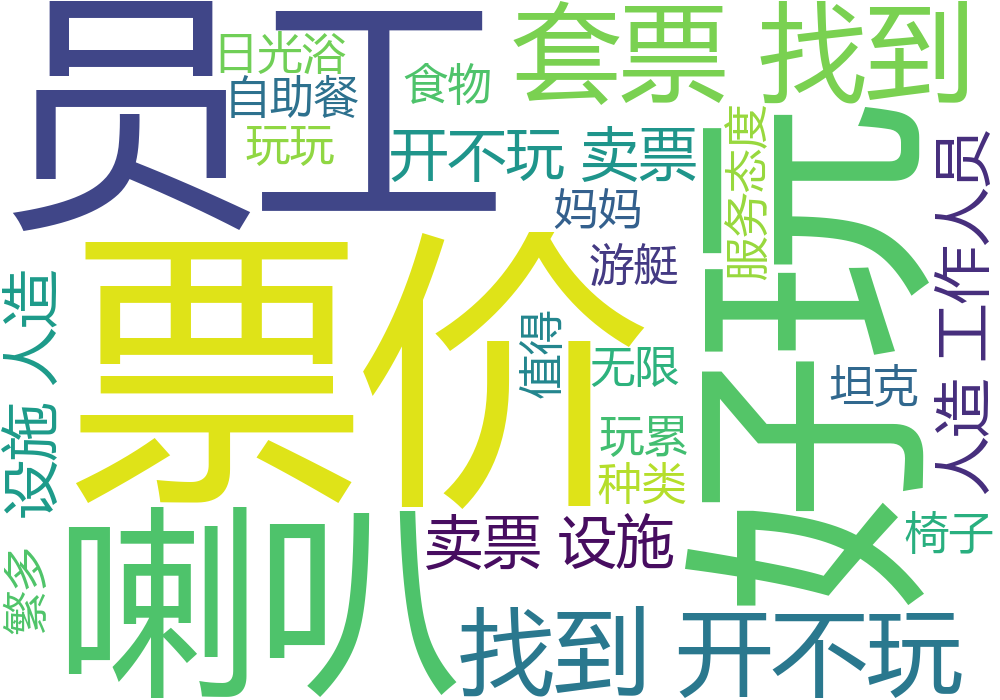 员工
套票 找到
日光浴
自助餐
食物
玩玩
开不玩 卖票
服务态度
好玩
人造 工作人员
妈妈
游艇
票价
值得
无限
坦克
设施 人造
玩累
种类
喇叭
卖票 设施
椅子
繁多
找到 开不玩